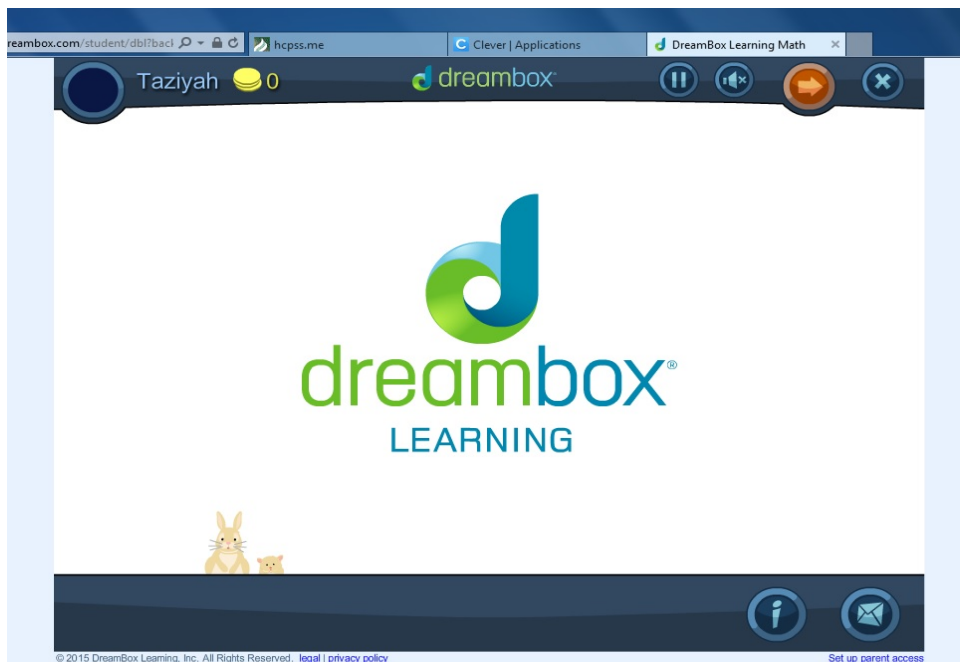 reambox.com/student/dbl?back
hcpss.me
Clever | Applications
DreamBox Learning Math
Taziyah 0
dreambox
dreambox®
LEARNING
© 2015 DreamBox Learning, Inc. All Rights Reserved. legal | privacy policy
Set up parent access